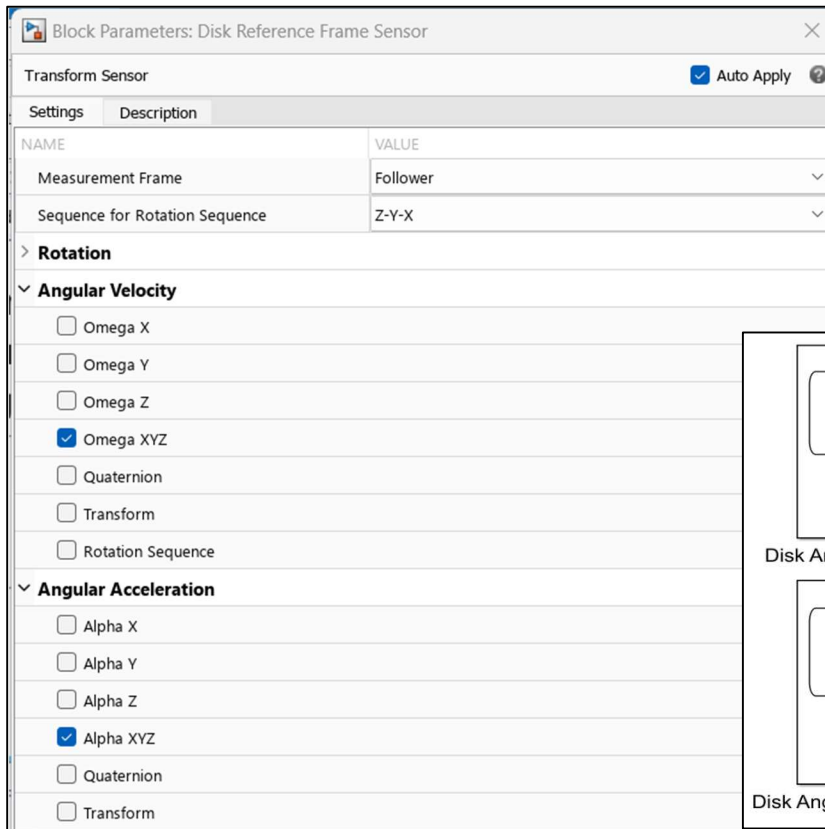 Block Parameters: Disk Reference Frame Sensor
Transform Sensor
Auto Apply
Settings Description
NAME VALUE
Measurement Frame Follower
Sequence for Rotation Sequence Z-Y-X
Rotation
Angular Velocity
Omega X
Omega Y
Omega Z
Omega XYZ
Quaternion
Transform
Rotation Sequence
Angular Acceleration
Alpha X
Alpha Y
Alpha Z
Alpha XYZ
Quaternion
Transform
Disk
Disk